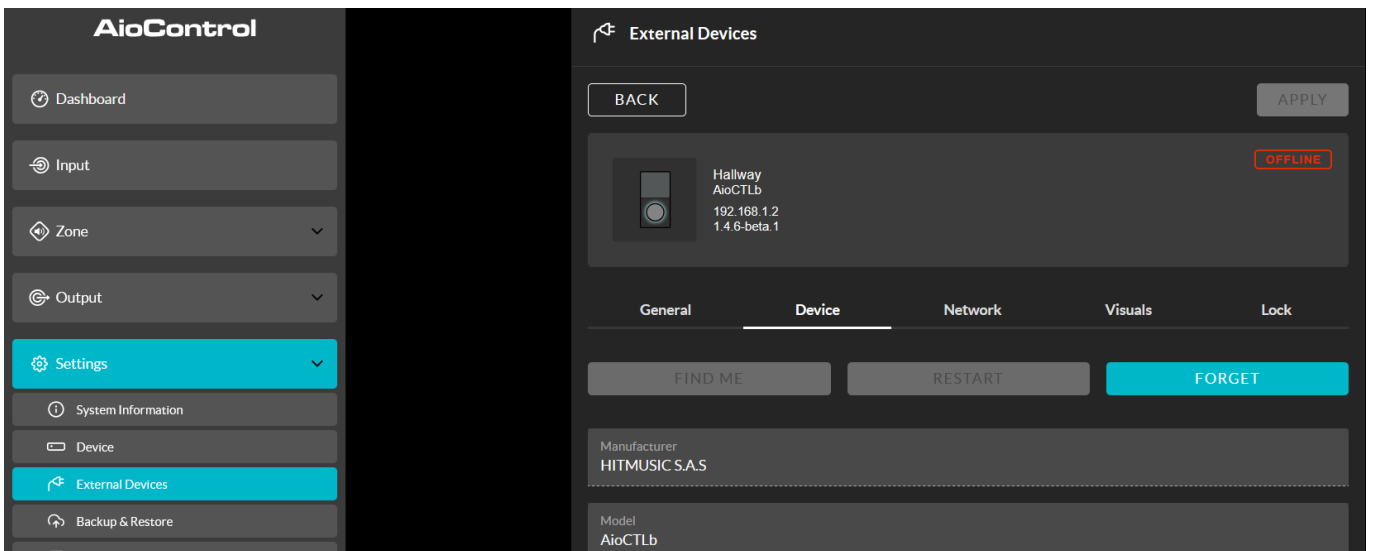 AioControl
Dashboard
Input
Zone
Output
Settings
System Information
Device
External Devices
Backup & Restore
External Devices
BACK
APPLY
Hallway
AioCTLb
192.168.1.2
1.4.6-beta.1
OFFLINE
General Device Network Visuals Lock
FIND ME RESTART FORGET
Manufacturer
HITMUSIC S.A.S
Model
AioCTLb